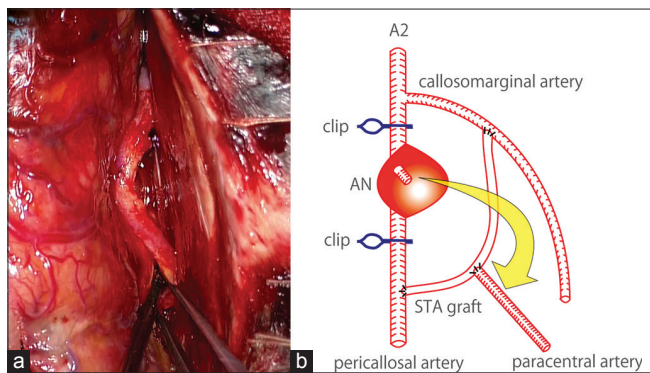 A2
callosomarginal artery
clip
AN
clip
STA graft
a
b
pericallosal artery
paracentral artery